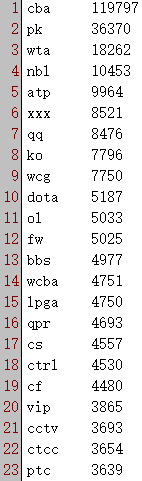 1 cba 119797
2 pk 36370
3 wta 18262
4 nbl 10453
5 atp 9964
6 xxx 8521
7 qq 8476
8 ko 7796
9 wcg 7750
10 dota 5187
11 ol 5033
12 fw 5025
13 bbs 4977
14 wcba 4751
15 lpga 4750
16 qpr 4693
17 cs 4557
18 ctrl 4530
19 cf 4480
20 vip 3865
21 cctv 3693
22 ctcc 3654
23 ptc 3639